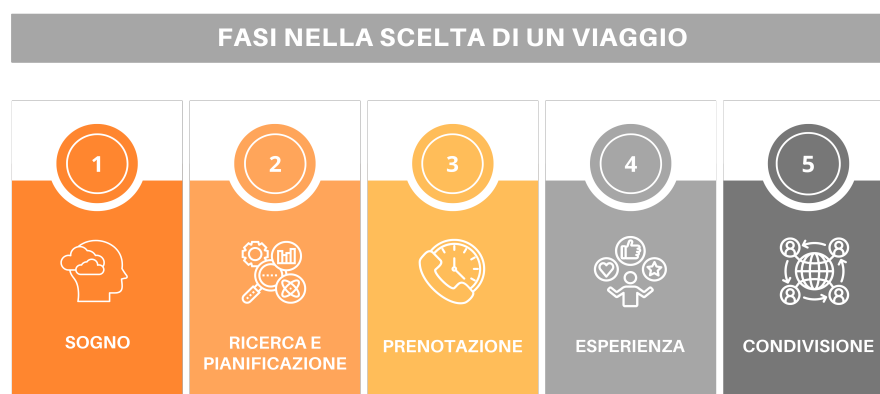 FASI NELLA SCELTA DI UN VIAGGIO
1
2
3
4
5
SOGNO
RICERCA E
PIANIFICAZIONE
PRENOTAZIONE
ESPERIENZA
CONDIVISIONE